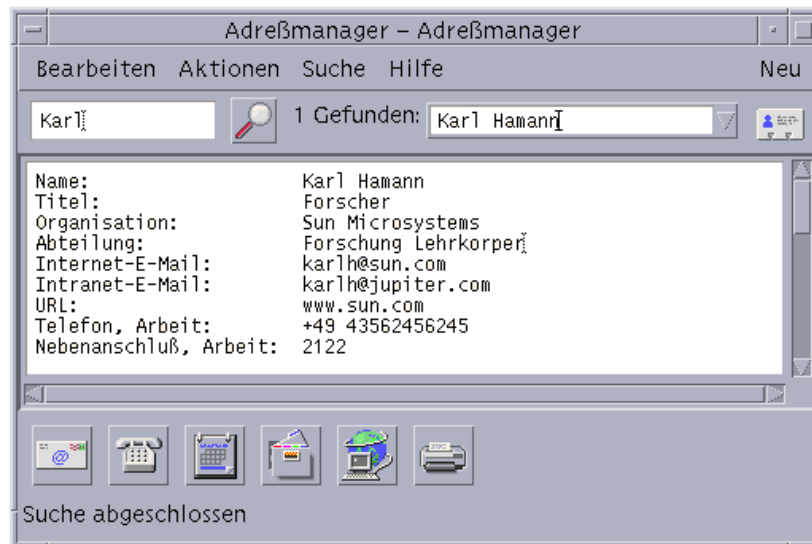 Adreßmanager – Adreßmanager
Bearbeiten Aktionen Suche Hilfe Neu
Karl 1 Gefunden: Karl Hamann
Name: Karl Hamann
Titel: Forscher
Organisation: Sun Microsystems
Abteilung: Forschung Lehrkorper
Internet-E-Mail: karlh@sun.com
Intranet-E-Mail: karlh@jupiter.com
URL: www.sun.com
Telefon, Arbeit: +49 43562456245
Nebenanschluß, Arbeit: 2122
@
Suche abgeschlossen